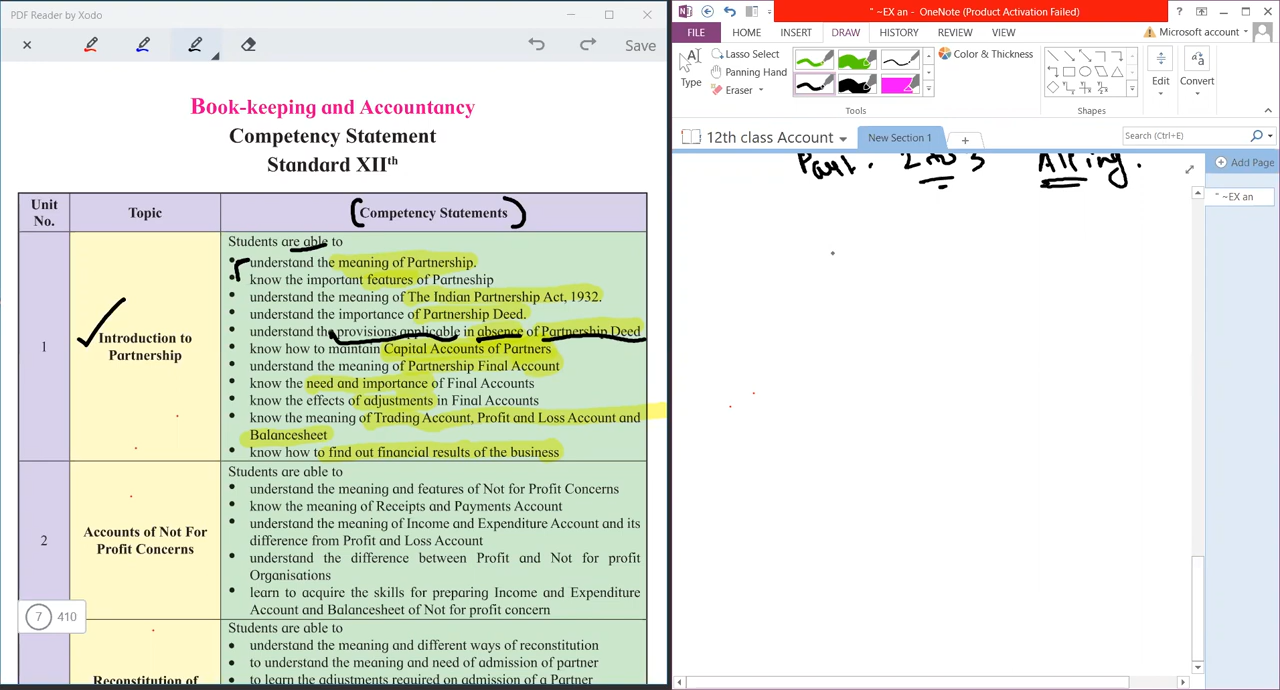 PDF Reader by Xodo
Save
Book-keeping and Accountancy
Competency Statement
Standard XIIth
Unit No.
Topic
Competency Statements
1
Introduction to Partnership
Students are able to
• understand the meaning of Partnership.
• know the important features of Partneship
• understand the meaning of The Indian Partnership Act, 1932.
• understand the importance of Partnership Deed.
• understand the provisions applicable in absence of Partnership Deed
• know how to maintain Capital Accounts of Partners
• understand the meaning of Partnership Final Account
• know the need and importance of Final Accounts
• know the effects of adjustments in Final Accounts
• know the meaning of Trading Account, Profit and Loss Account and
Balancesheet
• know how to find out financial results of the business
2
Accounts of Not For
Profit Concerns
Students are able to
• understand the meaning and features of Not for Profit Concerns
• know the meaning of Receipts and Payments Account
• understand the meaning of Income and Expenditure Account and its
difference from Profit and Loss Account
• understand the difference between Profit and Not for profit
Organisations
• learn to acquire the skills for preparing Income and Expenditure
Account and Balancesheet of Not for profit concern
7 410
Reconstitution of
Students are able to
• understand the meaning and different ways of reconstitution
• to understand the meaning and need of admission of partner
• to learn the adjustments required on admission of a Partner
" ~EX an - OneNote (Product Activation Failed)
FILE HOME INSERT DRAW HISTORY REVIEW VIEW Microsoft account
Type
Lasso Select
Panning Hand
Eraser
Color & Thickness
Edit
Convert
Tools
Shapes
12th class Account
New Section 1
Search (Ctrl+E)
Add Page
" ~EX an